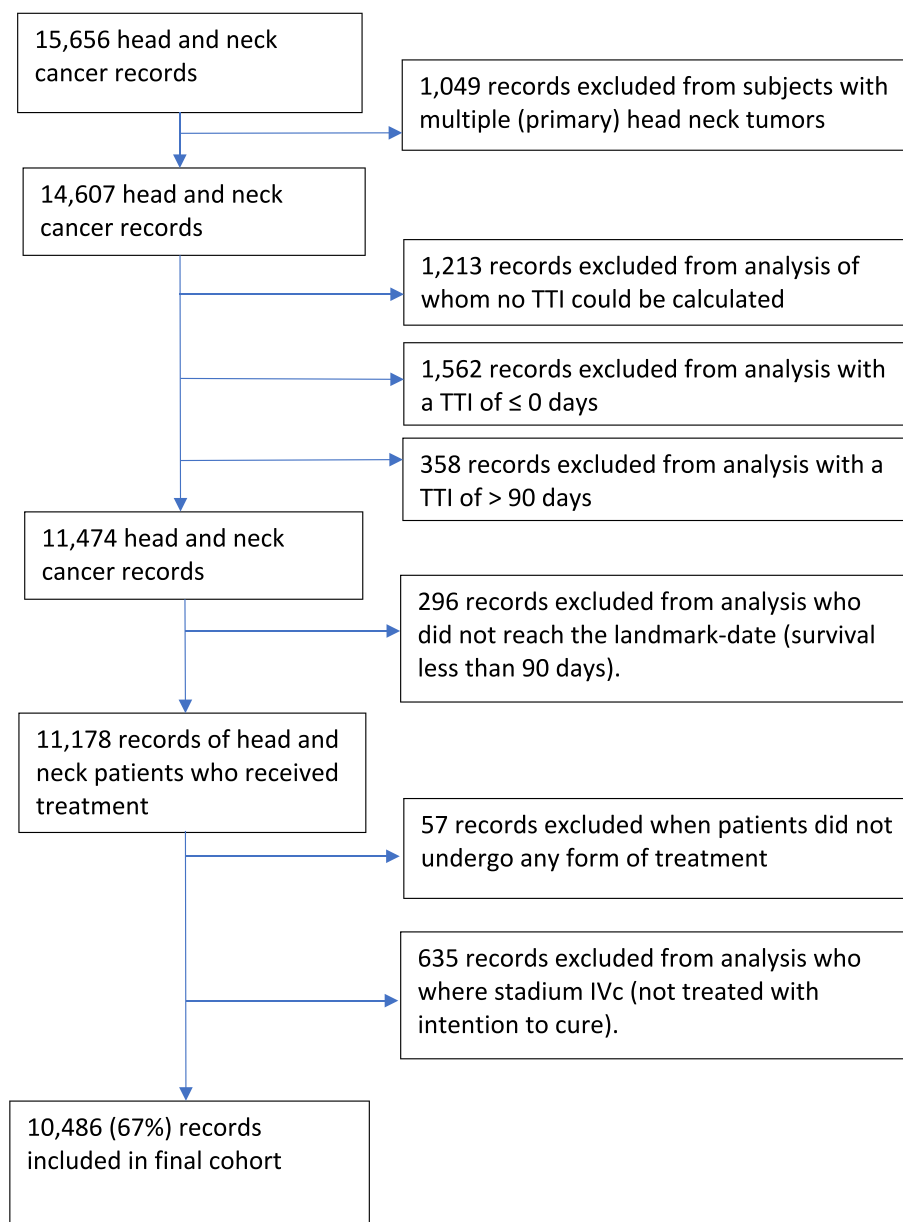 15,656 head and neck
cancer records
1,049 records excluded from subjects with
multiple (primary) head neck tumors
14,607 head and neck
cancer records
1,213 records excluded from analysis of
whom no TTI could be calculated
1,562 records excluded from analysis with
a TTI of ≤ 0 days
358 records excluded from analysis with a
TTI of > 90 days
11,474 head and neck
cancer records
296 records excluded from analysis who
did not reach the landmark-date (survival
less than 90 days).
11,178 records of head and
neck patients who received
treatment
57 records excluded when patients did not
undergo any form of treatment
635 records excluded from analysis who
where stadium IVc (not treated with
intention to cure).
10,486 (67%) records
included in final cohort